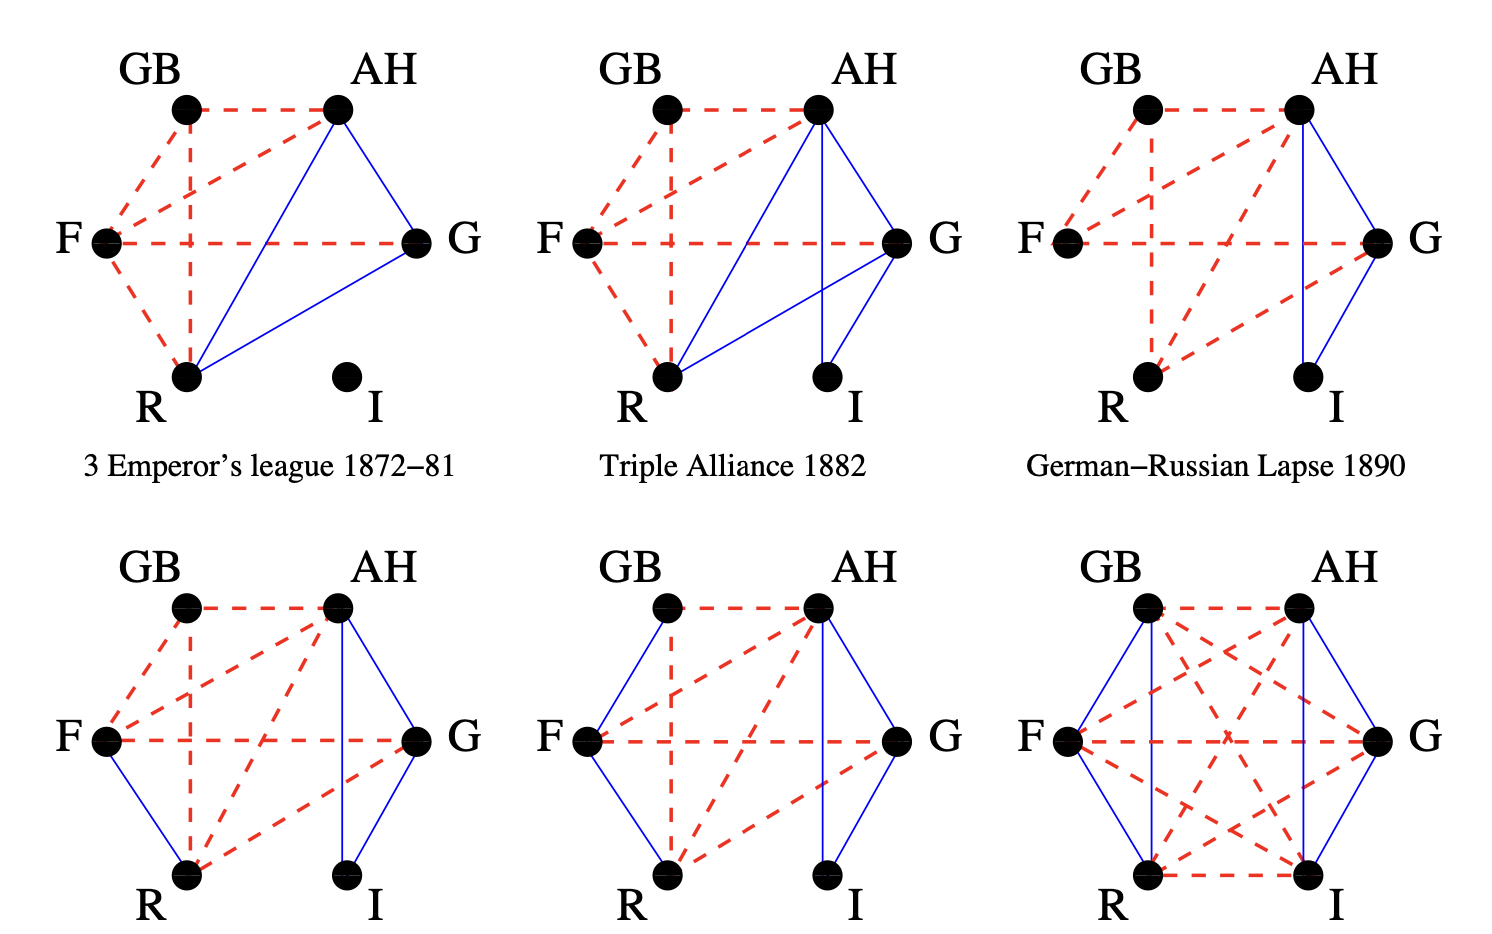 GB AH GB AH GB AH
F G F G F G
R I R I R I
3 Emperor's league 1872–81 Triple Alliance 1882 German–Russian Lapse 1890
GB AH GB AH GB AH
F G F G F G
R I R I R I